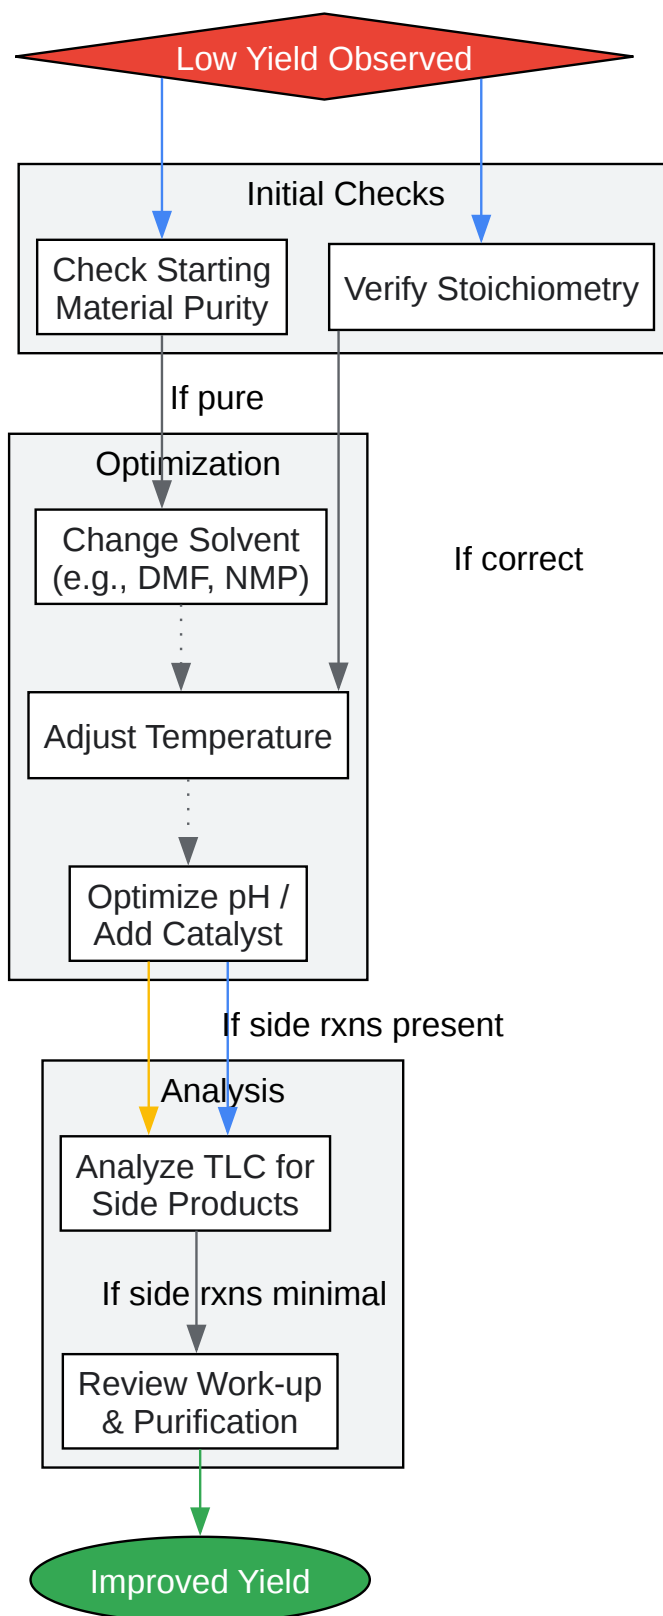 Low Yield Observed
Initial Checks
Check Starting
Material Purity
Verify Stoichiometry
If pure
Optimization
Change Solvent
(e.g., DMF, NMP)
If correct
Adjust Temperature
Optimize pH /
Add Catalyst
If side rxns present
Analysis
Analyze TLC for
Side Products
If side rxns minimal
Review Work-up
& Purification
Improved Yield